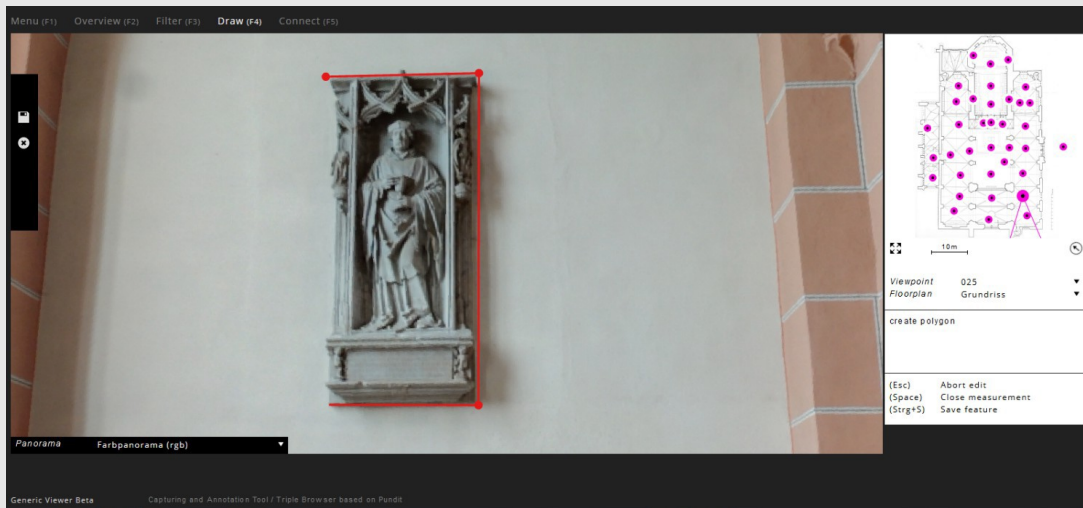 Menu (F1) Overview (F2) Filter (F3) Draw (F4) Connect (F5)
10m
Viewpoint 025
Floorplan Grundriss
create polygon
(Esc) Abort edit
(Space) Close measurement
(Strg+S) Save feature
Panorama Farbpanorama (rgb)
Generic Viewer Beta Capturing and Annotation Tool / Triple Browser based on Pundit